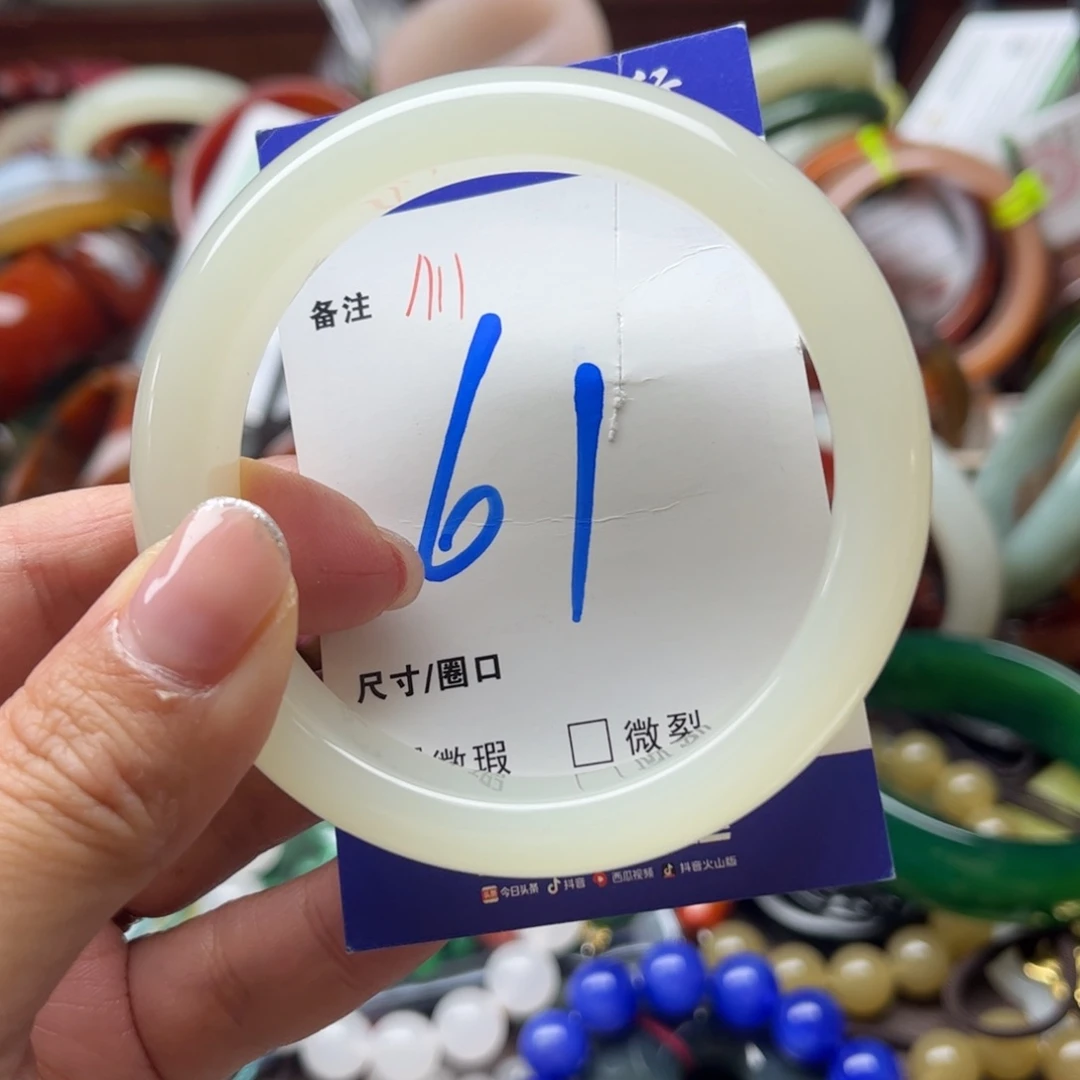 备注 川
61
尺寸/圈口
微瑕 微裂
今日头条 抖音 西瓜视频 抖音火山版